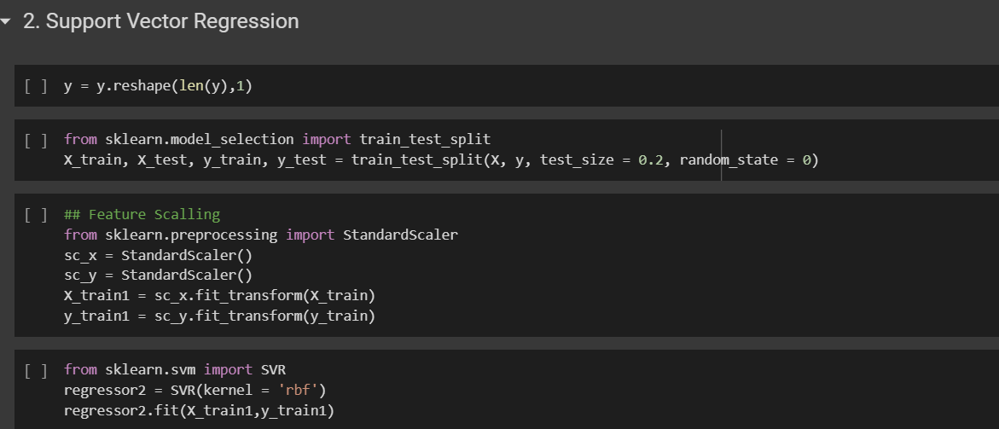 2. Support Vector Regression
[ ] y = y.reshape(len(y),1)
[ ] from sklearn.model_selection import train_test_split
X_train, X_test, y_train, y_test = train_test_split(X, y, test_size = 0.2, random_state = 0)
[ ] ## Feature Scalling
from sklearn.preprocessing import StandardScaler
sc_x = StandardScaler()
sc_y = StandardScaler()
X_train1 = sc_x.fit_transform(X_train)
y_train1 = sc_y.fit_transform(y_train)
[ ] from sklearn.svm import SVR
regressor2 = SVR(kernel = 'rbf')
regressor2.fit(X_train1,y_train1)